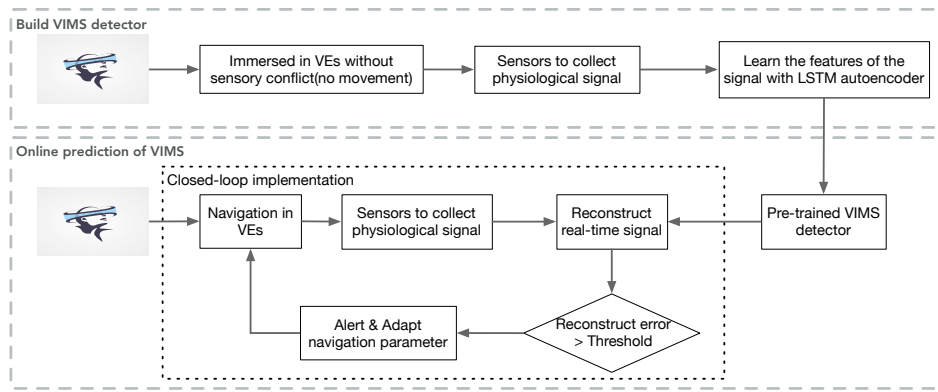 Build VIMS detector
Immersed in VEs without
sensory conflict(no movement)
Sensors to collect
physiological signal
Learn the features of the
signal with LSTM autoencoder
Online prediction of VIMS
Closed-loop implementation
Navigation in
VEs
Sensors to collect
physiological signal
Reconstruct
real-time signal
Pre-trained VIMS
detector
Alert & Adapt
navigation parameter
Reconstruct error
> Threshold